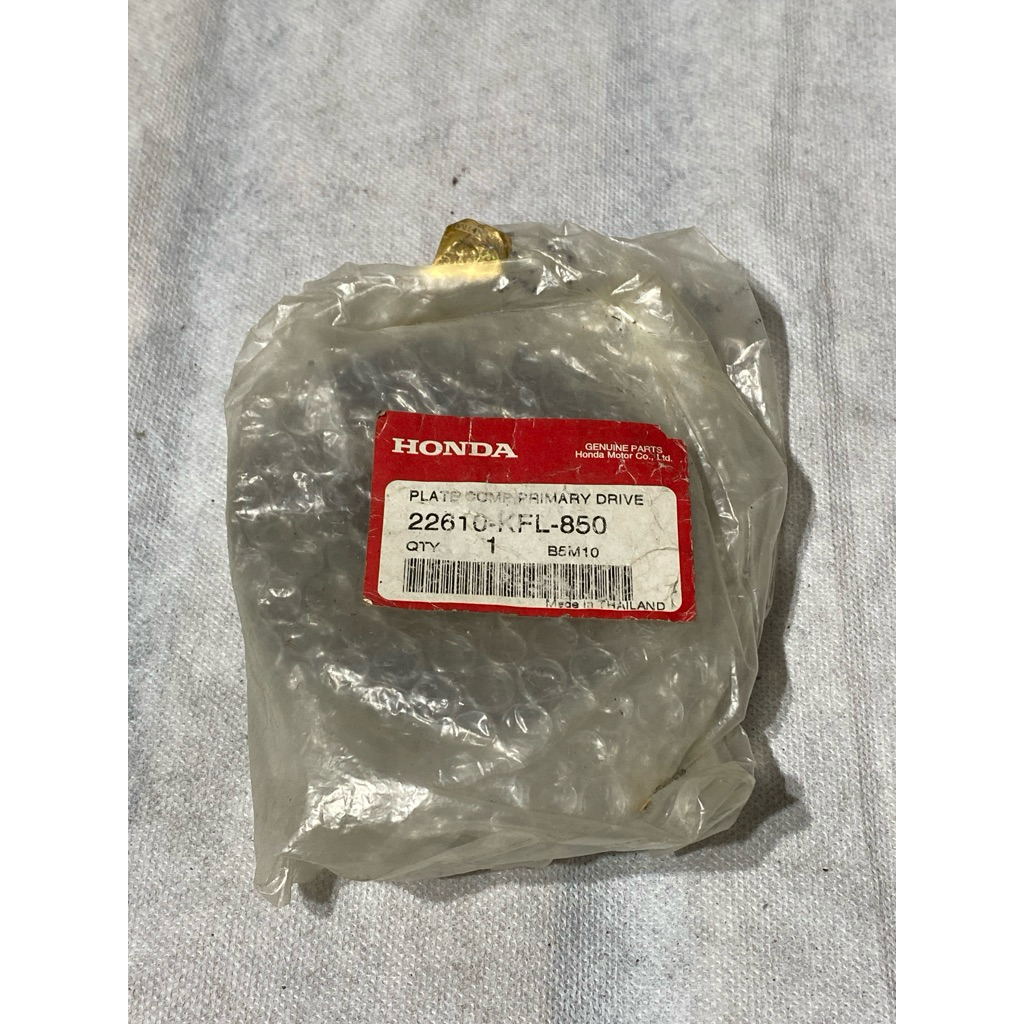 HONDA
GENUINE PARTS
Honda Motor Co., Ltd.
PLATE COMP, PRIMARY DRIVE
22610-KFL-850
QTY 1 B5M10
Made in THAILAND